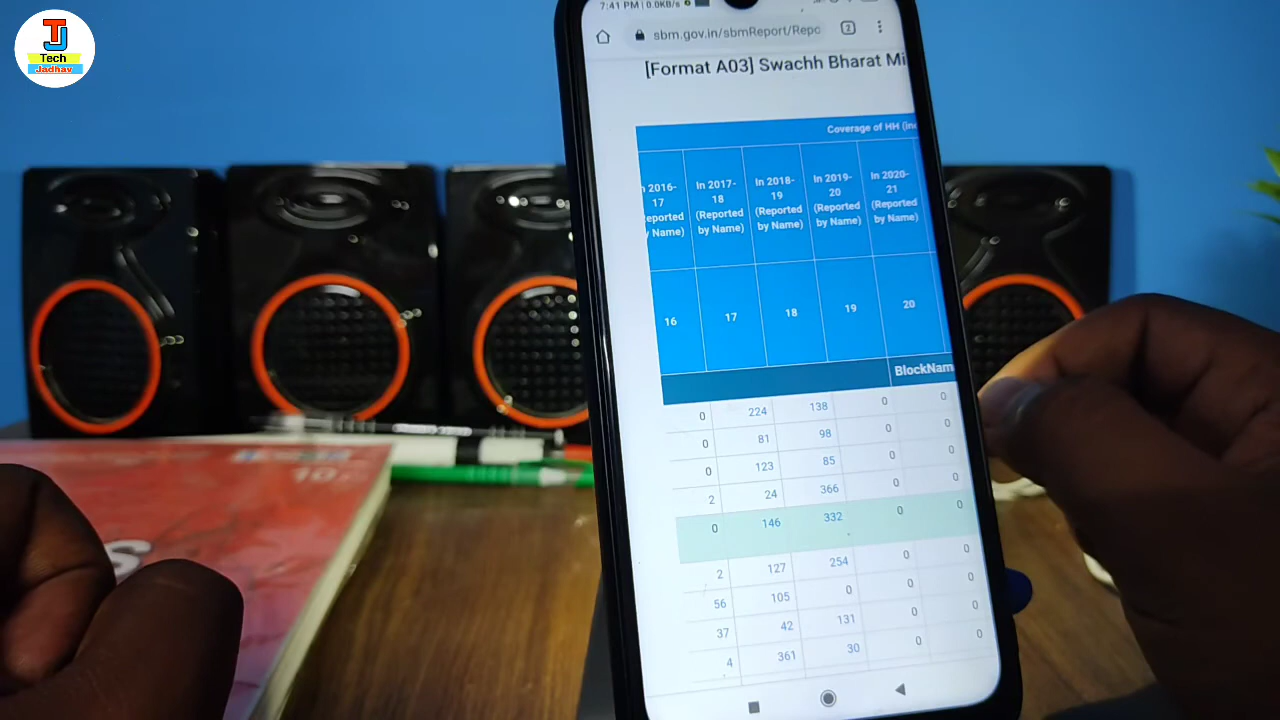 TJ
Tech
Jadhav
7:41 PM | 0.0KB/s
sbm.gov.in/sbmReport/Repo
2
[Format A03] Swachh Bharat Mi
Coverage of HH (in
2016-
17
eported
by Name)
In 2017-
18
(Reported
by Name)
In 2018-
19
(Reported
by Name)
In 2019-
20
(Reported
by Name)
In 2020-
21
(Reported
by Name)
16 17 18 19 20
BlockNam
0 224 138 0 0
0 81 98 0 0
0 123 85 0 0
2 24 366 0 0
0 146 332 0 0
2 127 254 0 0
56 105 0 0 0
37 42 131 0 0
4 361 30 0 0
10
S